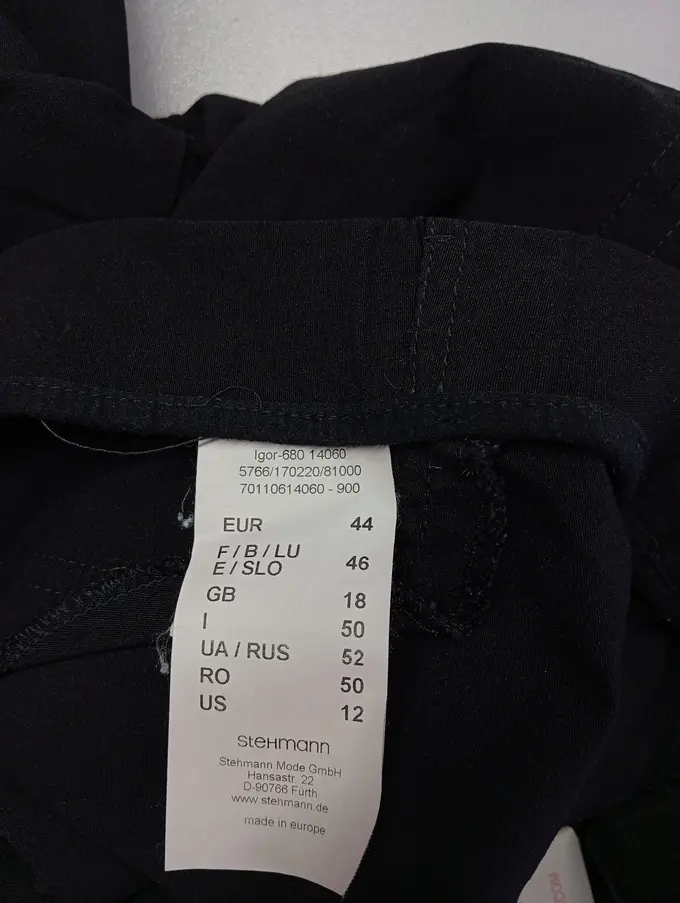 Igor-680 14060
5766/170220/81000
70110614060 - 900
EUR 44
F / B / LU
E / SLO 46
GB 18
I 50
UA / RUS 52
RO 50
US 12
steHmann
Stehmann Mode GmbH
Hansastr. 22
D-90766 Fürth
www.stehmann.de
made in europe